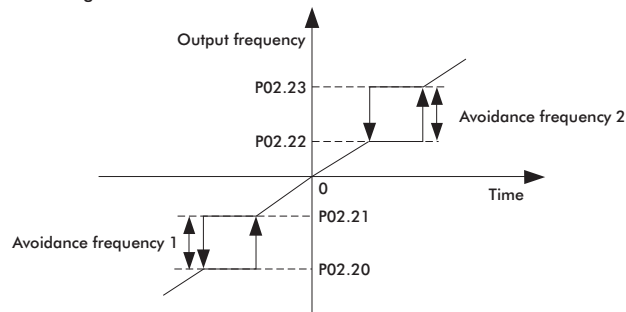 Output frequency
P02.23
Avoidance frequency 2
P02.22
0
Time
P02.21
Avoidance frequency 1
P02.20